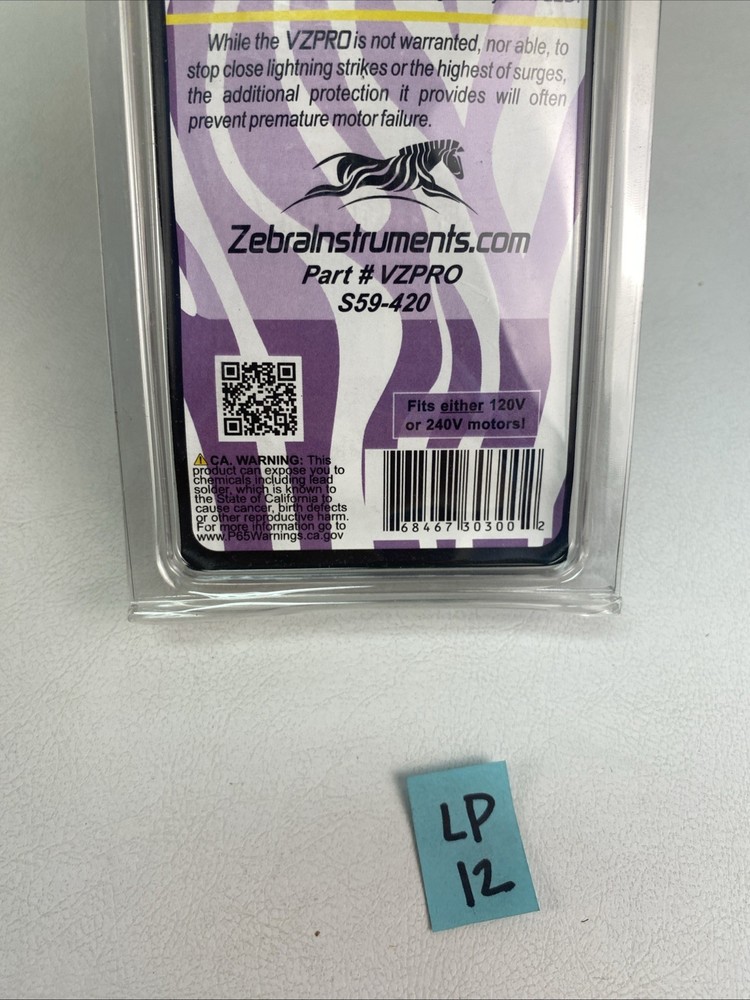 While the VZPRO is not warranted, nor able, to
stop close lightning strikes or the highest of surges,
the additional protection it provides will often
prevent premature motor failure.
ZebraInstruments.com
Part # VZPRO
S59-420
Fits either 120V
or 240V motors!
⚠CA. WARNING: This
product can expose you to
chemicals including lead
solder, which is known to
the State of California to
cause cancer, birth defects
or other reproductive harm.
For more information go to
www.P65Warnings.ca.gov
68467 30300 2
LP
12